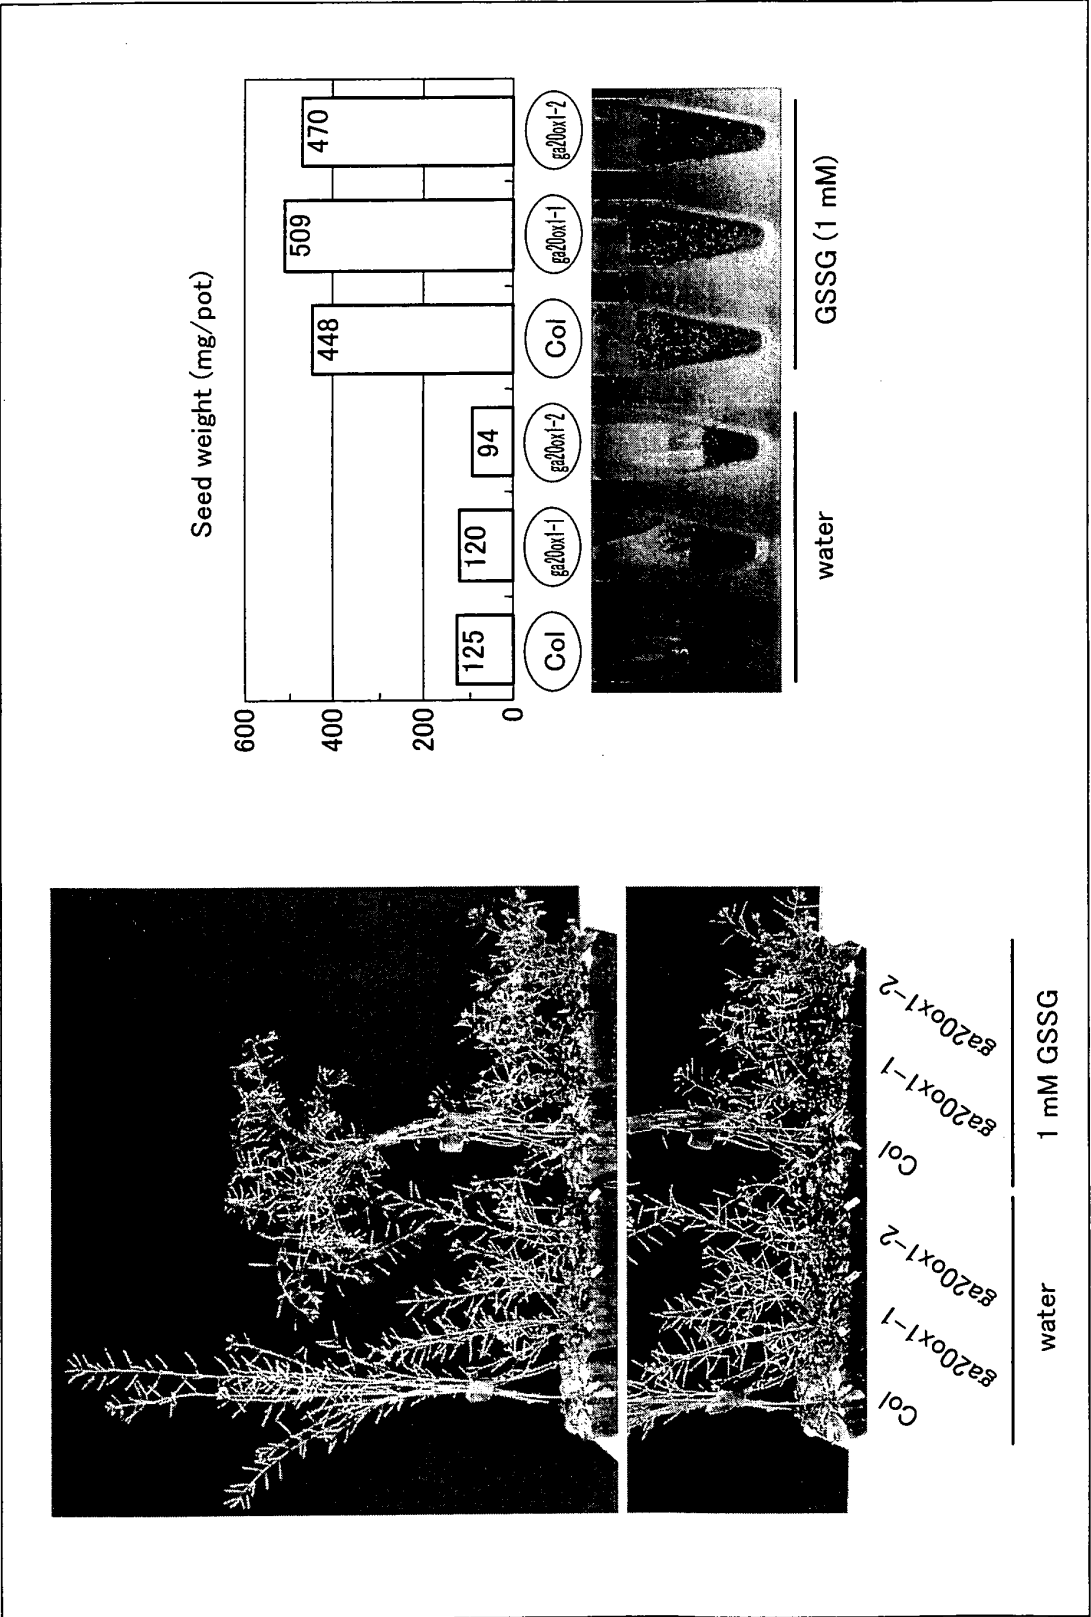 Seed weight (mg/pot)
600
400
200
0
125
120
94
448
509
470
Col
ga20ox1-1
ga20ox1-2
Col
ga20ox1-1
ga20ox1-2
water
GSSG (1 mM)
Col
ga20ox1-1
ga20ox1-2
Col
ga20ox1-1
ga20ox1-2
water
1 mM GSSG